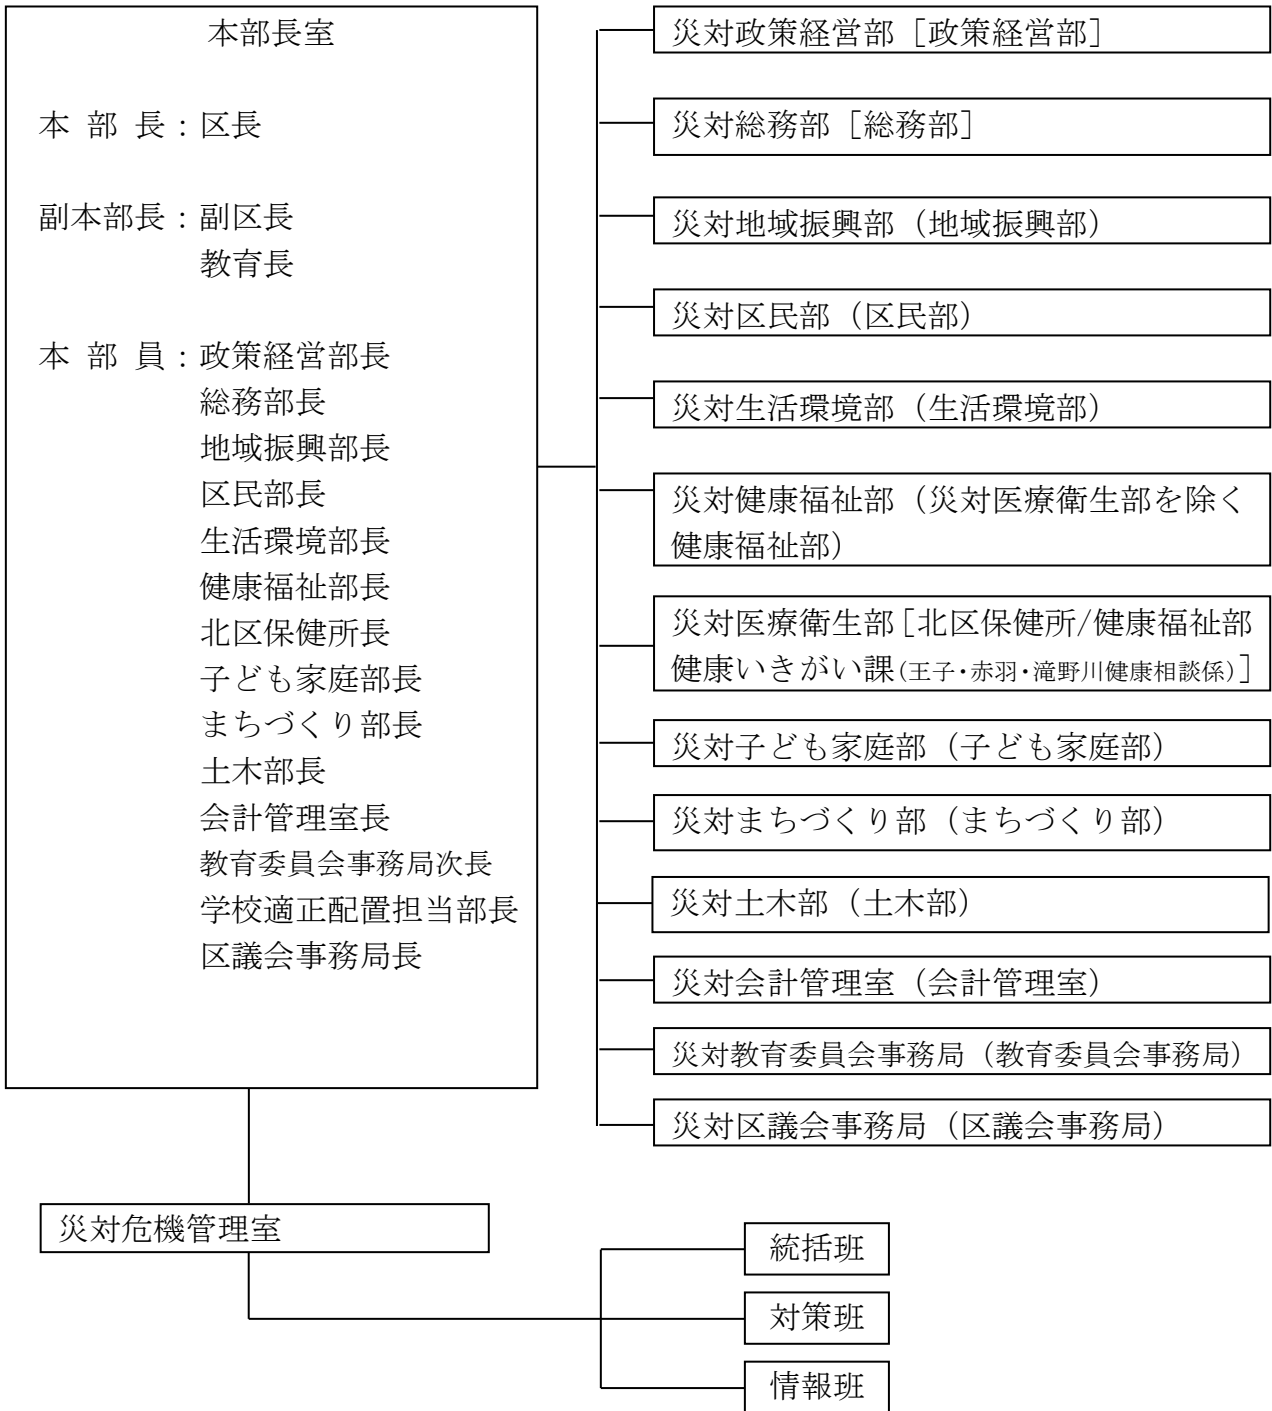 本部長室
本 部 長：区長
副本部長：副区長
教育長
本 部 員：政策経営部長
総務部長
地域振興部長
区民部長
生活環境部長
健康福祉部長
北区保健所長
子ども家庭部長
まちづくり部長
土木部長
会計管理室長
教育委員会事務局次長
学校適正配置担当部長
区議会事務局長
災対政策経営部［政策経営部］
災対総務部［総務部］
災対地域振興部（地域振興部）
災対区民部（区民部）
災対生活環境部（生活環境部）
災対健康福祉部（災対医療衛生部を除く
健康福祉部）
災対医療衛生部［北区保健所/健康福祉部
健康いきがい課(王子・赤羽・滝野川健康相談係)］
災対子ども家庭部（子ども家庭部）
災対まちづくり部（まちづくり部）
災対土木部（土木部）
災対会計管理室（会計管理室）
災対教育委員会事務局（教育委員会事務局）
災対区議会事務局（区議会事務局）
災対危機管理室
統括班
対策班
情報班